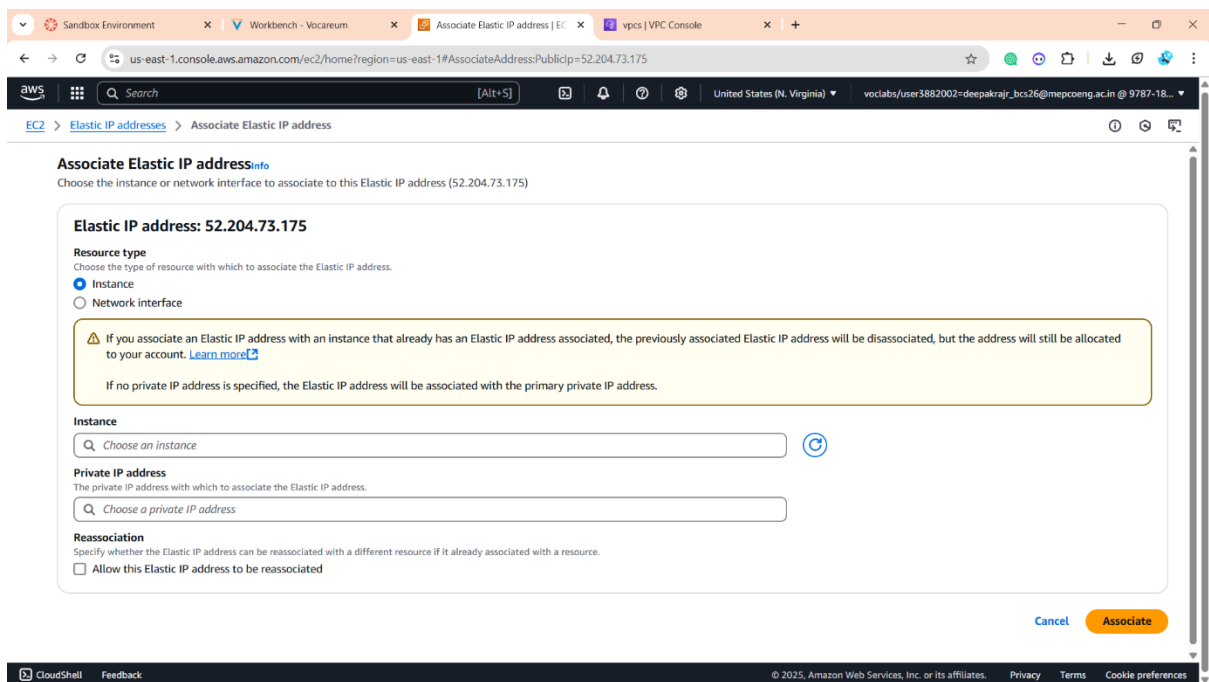 Sandbox Environment
Workbench - Vocareum
Associate Elastic IP address | EC
vpcs | VPC Console
us-east-1.console.aws.amazon.com/ec2/home?region=us-east-1#AssociateAddress:PublicIp=52.204.73.175
aws
Search
[Alt+S]
United States (N. Virginia)
voclabs/user3882002=deepakrajr_bcs26@mepcoeng.ac.in @ 9787-18...
EC2 > Elastic IP addresses > Associate Elastic IP address
Associate Elastic IP address Info
Choose the instance or network interface to associate to this Elastic IP address (52.204.73.175)
Elastic IP address: 52.204.73.175
Resource type
Choose the type of resource with which to associate the Elastic IP address.
Instance
Network interface
If you associate an Elastic IP address with an instance that already has an Elastic IP address associated, the previously associated Elastic IP address will be disassociated, but the address will still be allocated
to your account. Learn more
If no private IP address is specified, the Elastic IP address will be associated with the primary private IP address.
Instance
Choose an instance
Private IP address
The private IP address with which to associate the Elastic IP address.
Choose a private IP address
Reassociation
Specify whether the Elastic IP address can be reassociated with a different resource if it already associated with a resource.
Allow this Elastic IP address to be reassociated
Cancel
Associate
CloudShell
Feedback
© 2025, Amazon Web Services, Inc. or its affiliates.
Privacy
Terms
Cookie preferences